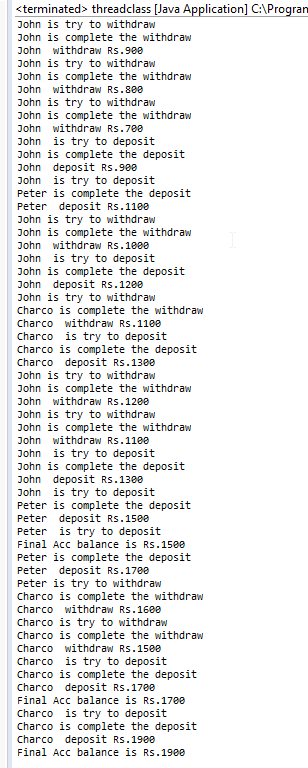 <terminated> threadclass [Java Application] C:\Program
John is try to withdraw
John is complete the withdraw
John  withdraw Rs.900
John is try to withdraw
John is complete the withdraw
John  withdraw Rs.800
John is try to withdraw
John is complete the withdraw
John  withdraw Rs.700
John  is try to deposit
John is complete the deposit
John  deposit Rs.900
John  is try to deposit
Peter is complete the deposit
Peter  deposit Rs.1100
John is try to withdraw
John is complete the withdraw
John  withdraw Rs.1000
John  is try to deposit
John is complete the deposit
John  deposit Rs.1200
John is try to withdraw
Charco is complete the withdraw
Charco  withdraw Rs.1100
Charco  is try to deposit
Charco is complete the deposit
Charco  deposit Rs.1300
John is try to withdraw
John is complete the withdraw
John  withdraw Rs.1200
John is try to withdraw
John is complete the withdraw
John  withdraw Rs.1100
John  is try to deposit
John is complete the deposit
John  deposit Rs.1300
John  is try to deposit
Peter is complete the deposit
Peter  deposit Rs.1500
Peter  is try to deposit
Final Acc balance is Rs.1500
Peter is complete the deposit
Peter  deposit Rs.1700
Peter is try to withdraw
Charco is complete the withdraw
Charco  withdraw Rs.1600
Charco is try to withdraw
Charco is complete the withdraw
Charco  withdraw Rs.1500
Charco  is try to deposit
Charco is complete the deposit
Charco  deposit Rs.1700
Final Acc balance is Rs.1700
Charco  is try to deposit
Charco is complete the deposit
Charco  deposit Rs.1900
Final Acc balance is Rs.1900